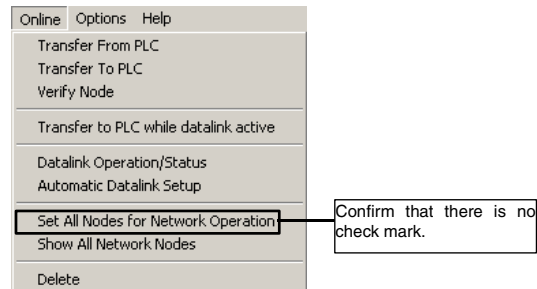 Online Options Help
Transfer From PLC
Transfer To PLC
Verify Node
Transfer to PLC while datalink active
Datalink Operation/Status
Automatic Datalink Setup
Set All Nodes for Network Operation
Confirm that there is no
check mark.
Show All Network Nodes
Delete